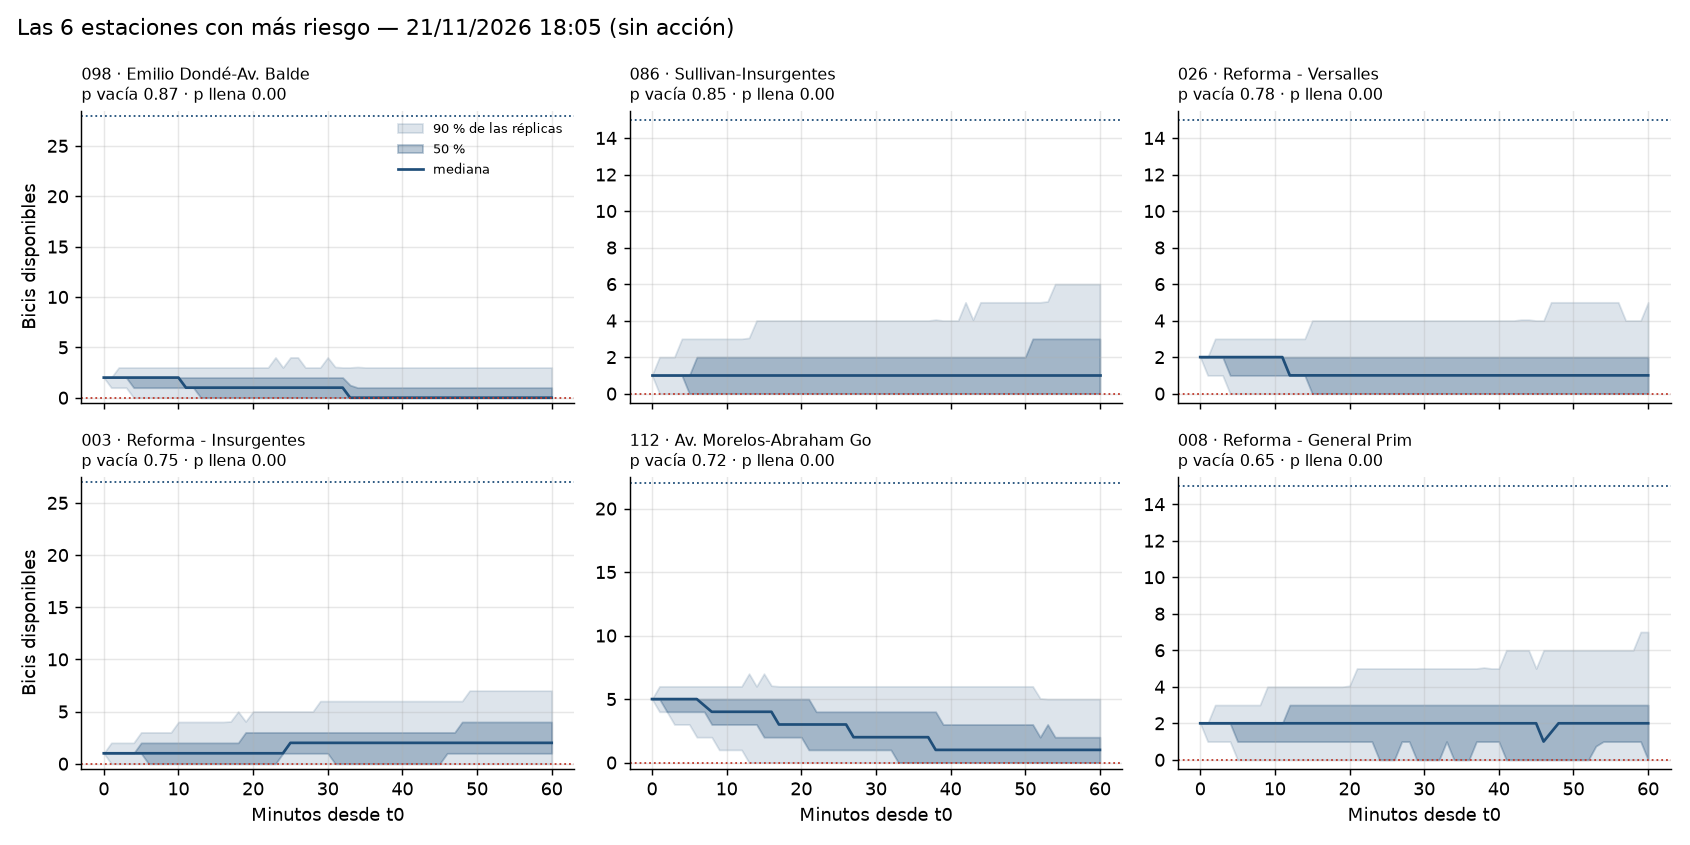 Las 6 estaciones con más riesgo — 21/11/2026 18:05 (sin acción)
098 · Emilio Dondé-Av. Balde
p vacía 0.87 · p llena 0.00
90 % de las réplicas
50 %
mediana
25
20
15
10
5
0
Bicis disponibles
086 · Sullivan-Insurgentes
p vacía 0.85 · p llena 0.00
14
12
10
8
6
4
2
0
026 · Reforma - Versalles
p vacía 0.78 · p llena 0.00
14
12
10
8
6
4
2
0
003 · Reforma - Insurgentes
p vacía 0.75 · p llena 0.00
25
20
15
10
5
0
Bicis disponibles
0 10 20 30 40 50 60
Minutos desde t0
112 · Av. Morelos-Abraham Go
p vacía 0.72 · p llena 0.00
20
15
10
5
0
0 10 20 30 40 50 60
Minutos desde t0
008 · Reforma - General Prim
p vacía 0.65 · p llena 0.00
14
12
10
8
6
4
2
0
0 10 20 30 40 50 60
Minutos desde t0